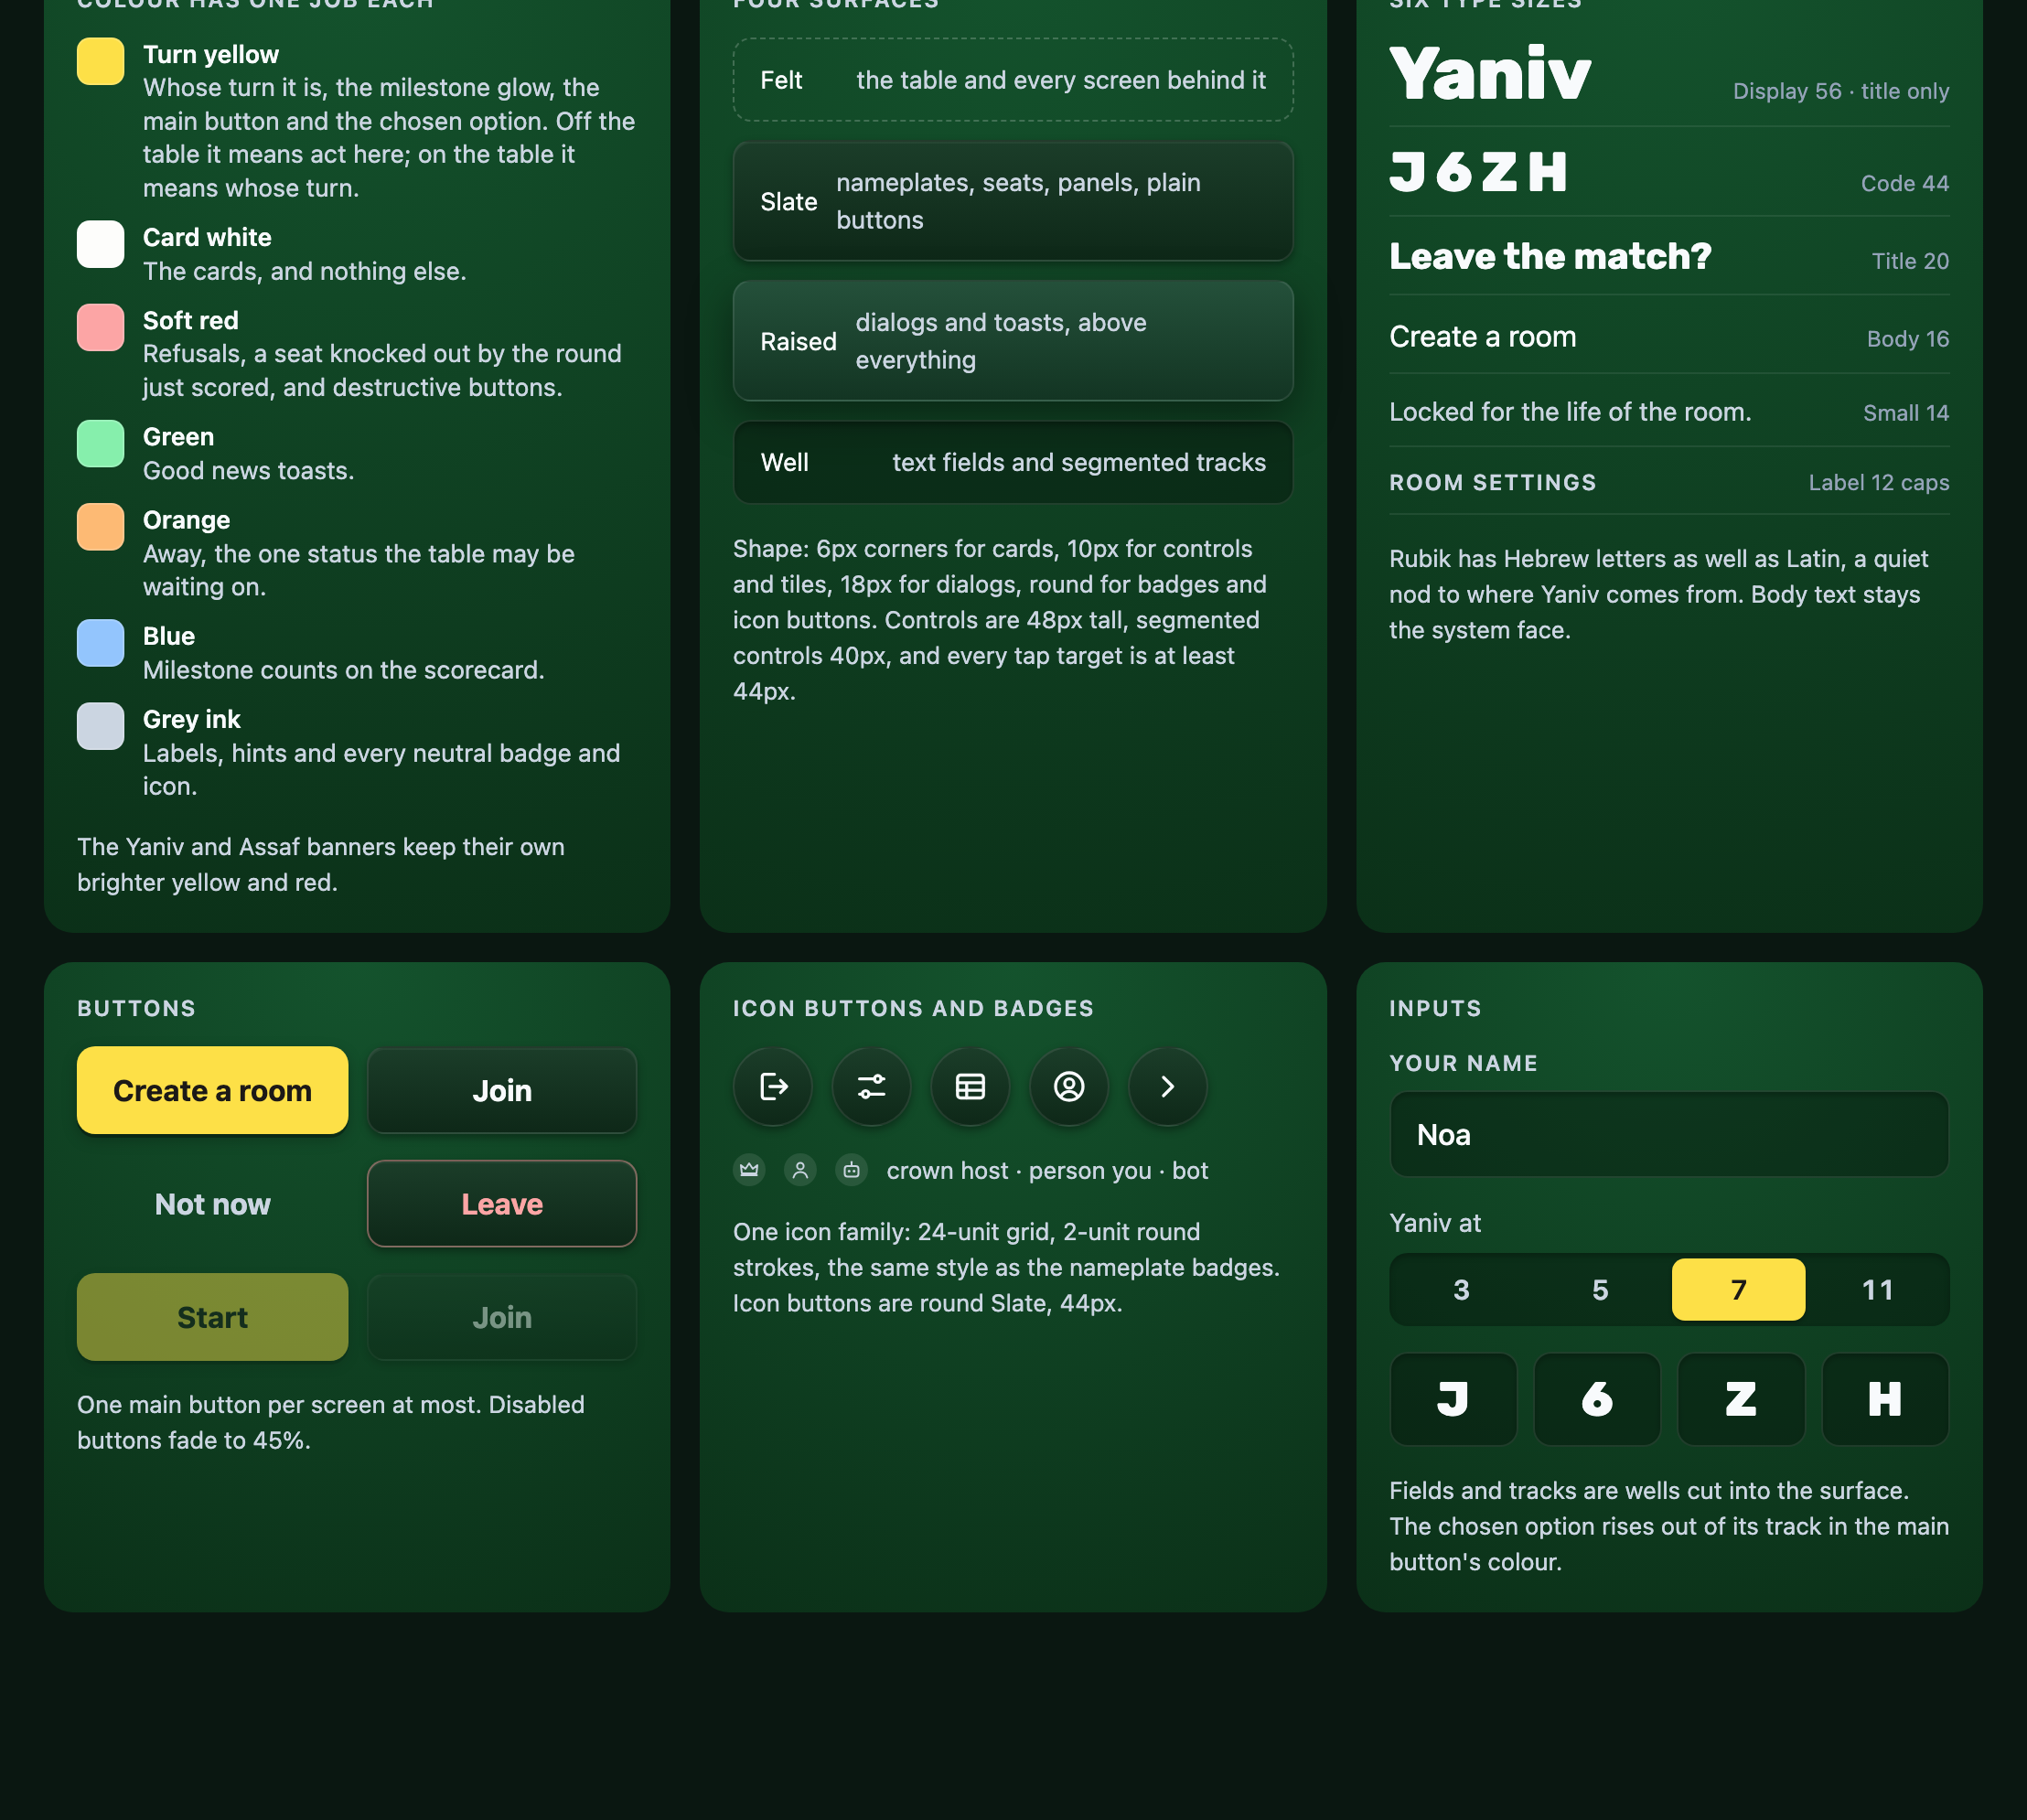 COLOUR HAS ONE JOB EACH
Turn yellow
Whose turn it is, the milestone glow, the
main button and the chosen option. Off the
table it means act here; on the table it
means whose turn.
Card white
The cards, and nothing else.
Soft red
Refusals, a seat knocked out by the round
just scored, and destructive buttons.
Green
Good news toasts.
Orange
Away, the one status the table may be
waiting on.
Blue
Milestone counts on the scorecard.
Grey ink
Labels, hints and every neutral badge and
icon.
The Yaniv and Assaf banners keep their own
brighter yellow and red.
FOUR SURFACES
Felt the table and every screen behind it
Slate nameplates, seats, panels, plain
buttons
Raised dialogs and toasts, above
everything
Well text fields and segmented tracks
Shape: 6px corners for cards, 10px for controls
and tiles, 18px for dialogs, round for badges and
icon buttons. Controls are 48px tall, segmented
controls 40px, and every tap target is at least
44px.
SIX TYPE SIZES
Yaniv Display 56 · title only
J6ZH Code 44
Leave the match? Title 20
Create a room Body 16
Locked for the life of the room. Small 14
ROOM SETTINGS Label 12 caps
Rubik has Hebrew letters as well as Latin, a quiet
nod to where Yaniv comes from. Body text stays
the system face.
BUTTONS
Create a room Join
Not now Leave
Start Join
One main button per screen at most. Disabled
buttons fade to 45%.
ICON BUTTONS AND BADGES
crown host · person you · bot
One icon family: 24-unit grid, 2-unit round
strokes, the same style as the nameplate badges.
Icon buttons are round Slate, 44px.
INPUTS
YOUR NAME
Noa
Yaniv at
3 5 7 11
J 6 Z H
Fields and tracks are wells cut into the surface.
The chosen option rises out of its track in the main
button's colour.